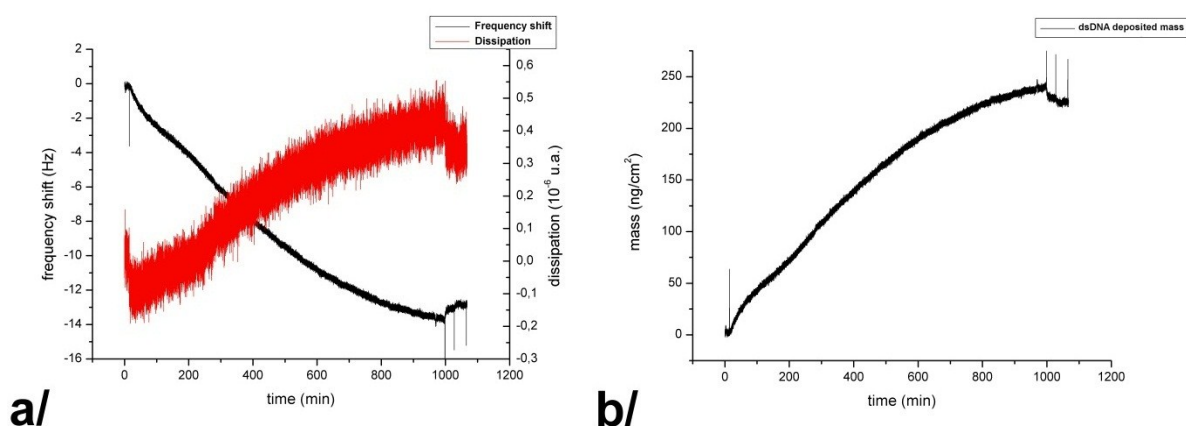 Frequency shift
Dissipation
2
0
-2
-4
-6
-8
-10
-12
-14
-16
frequency shift (Hz)
0,6
0,5
0,4
0,3
0,2
0,1
0,0
-0,1
-0,2
-0,3
dissipation (10⁻⁶ u.a.)
0 200 400 600 800 1000 1200
time (min)
a/
dsDNA deposited mass
250
200
150
100
50
0
mass (ng/cm²)
0 200 400 600 800 1000 1200
time (min)
b/